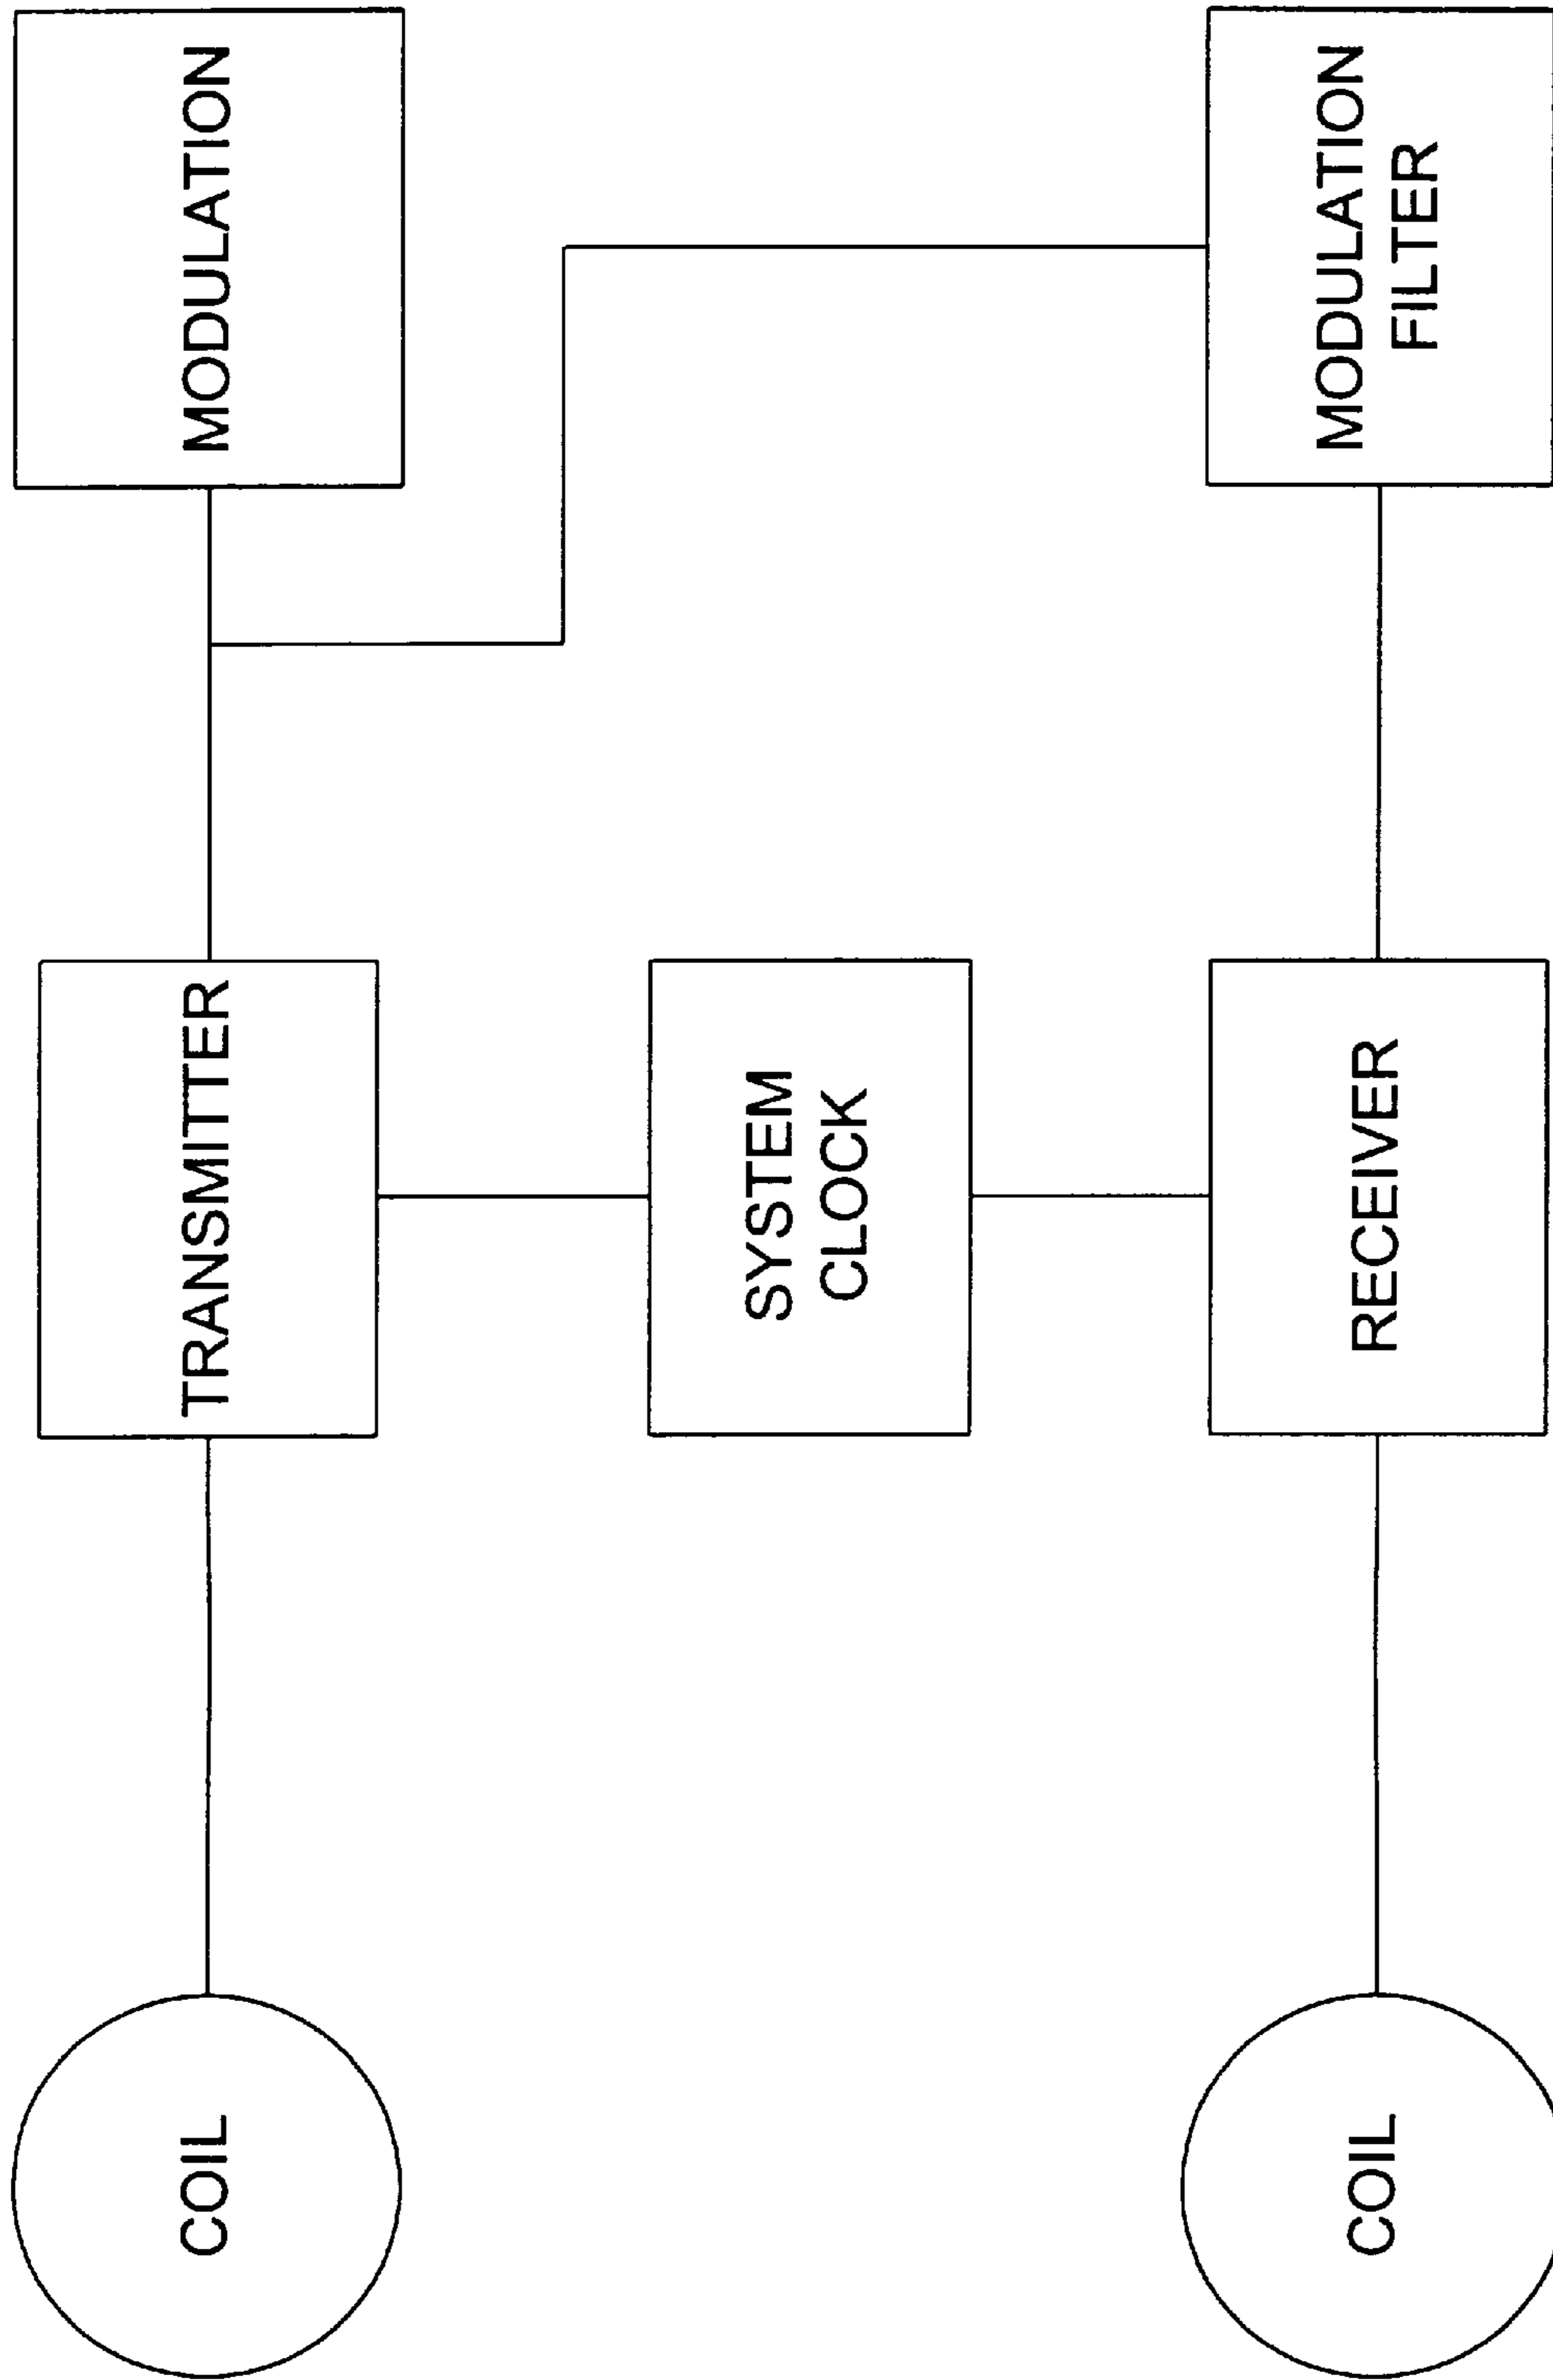 COIL
TRANSMITTER
MODULATION
SYSTEM
CLOCK
COIL
RECEIVER
MODULATION
FILTER